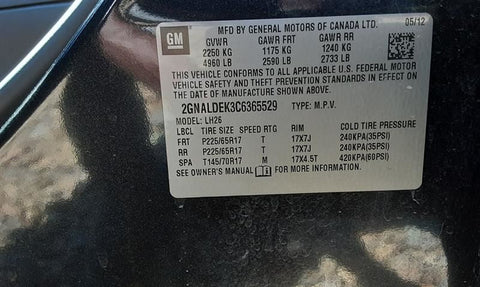 GM
MFD BY GENERAL MOTORS OF CANADA LTD. 05/12
GVWR GAWR FRT GAWR RR
2250 KG 1175 KG 1240 KG
4960 LB 2590 LB 2733 LB
THIS VEHICLE CONFORMS TO ALL APPLICABLE U.S. FEDERAL MOTOR
VEHICLE SAFETY AND THEFT PREVENTION STANDARDS IN EFFECT ON
THE DATE OF MANUFACTURE SHOWN ABOVE.
2GNALDEK3C6365529 TYPE: M.P.V.
MODEL: LH26
LBCL TIRE SIZE SPEED RTG RIM COLD TIRE PRESSURE
FRT P225/65R17 T 17X7J 240KPA(35PSI)
RR P225/65R17 T 17X7J 240KPA(35PSI)
SPA T145/70R17 M 17X4.5T 420KPA(60PSI)
SEE OWNER'S MANUAL FOR MORE INFORMATION.